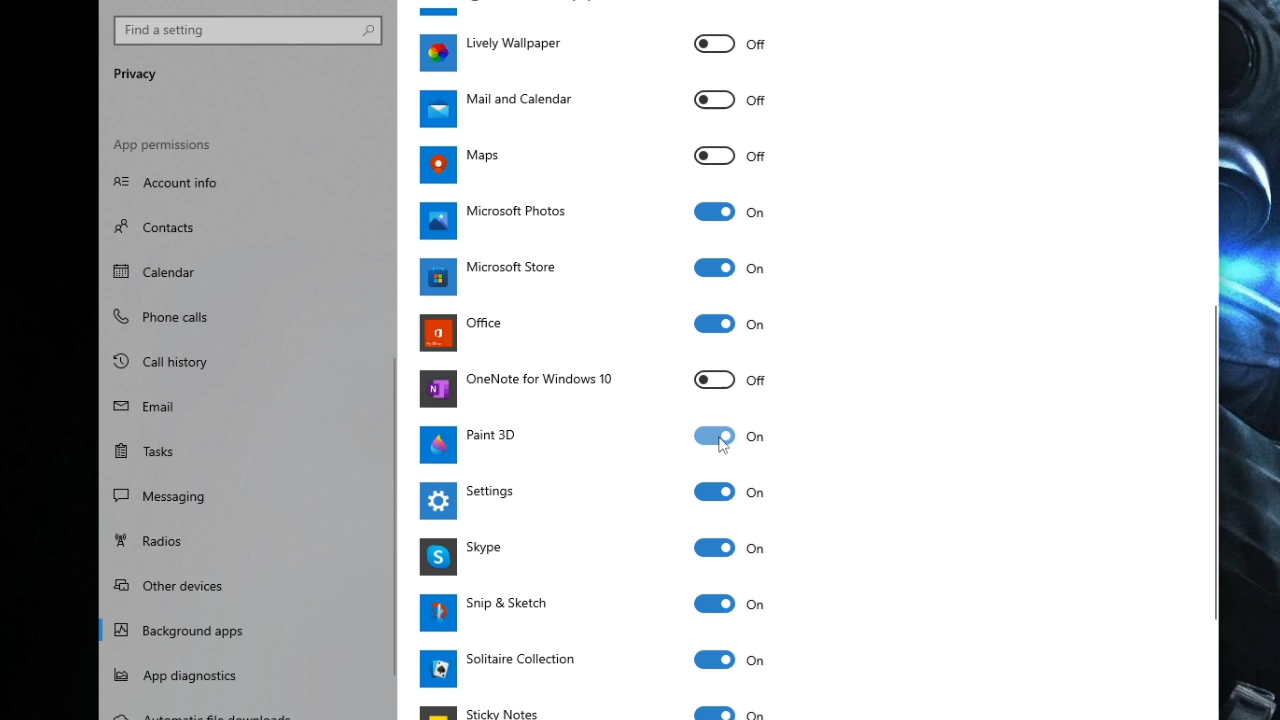 Find a setting
Privacy
App permissions
Account info
Contacts
Calendar
Phone calls
Call history
Email
Tasks
Messaging
Radios
Other devices
Background apps
App diagnostics
Automatic file downloads
Lively Wallpaper Off
Mail and Calendar Off
Maps Off
Microsoft Photos On
Microsoft Store On
Office On
OneNote for Windows 10 Off
Paint 3D On
Settings On
Skype On
Snip & Sketch On
Solitaire Collection On
Sticky Notes On